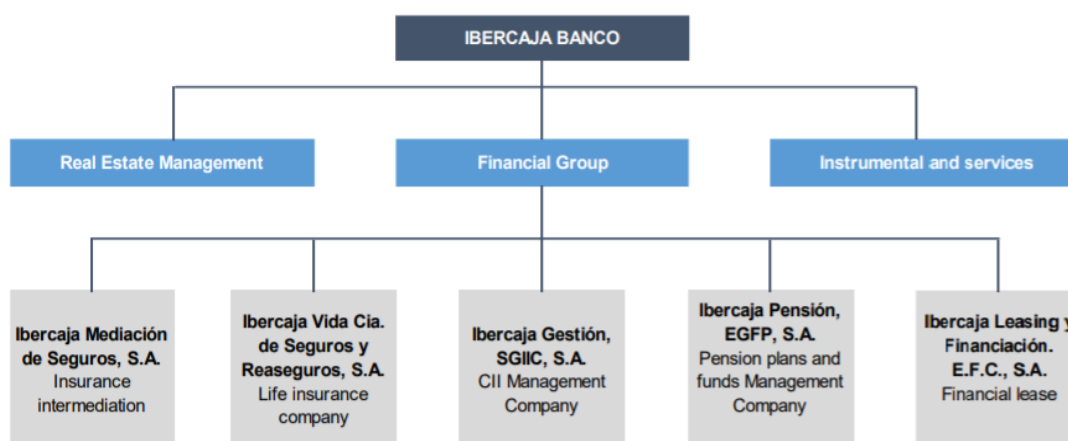 IBERCAJA BANCO
Real Estate Management
Financial Group
Instrumental and services
Ibercaja Mediación
de Seguros, S.A.
Insurance
intermediation
Ibercaja Vida Cia.
de Seguros y
Reaseguros, S.A.
Life insurance
company
Ibercaja Gestión,
SGIIC, S.A.
CII Management
Company
Ibercaja Pensión,
EGFP, S.A.
Pension plans and
funds Management
Company
Ibercaja Leasing y
Financiación.
E.F.C., S.A.
Financial lease